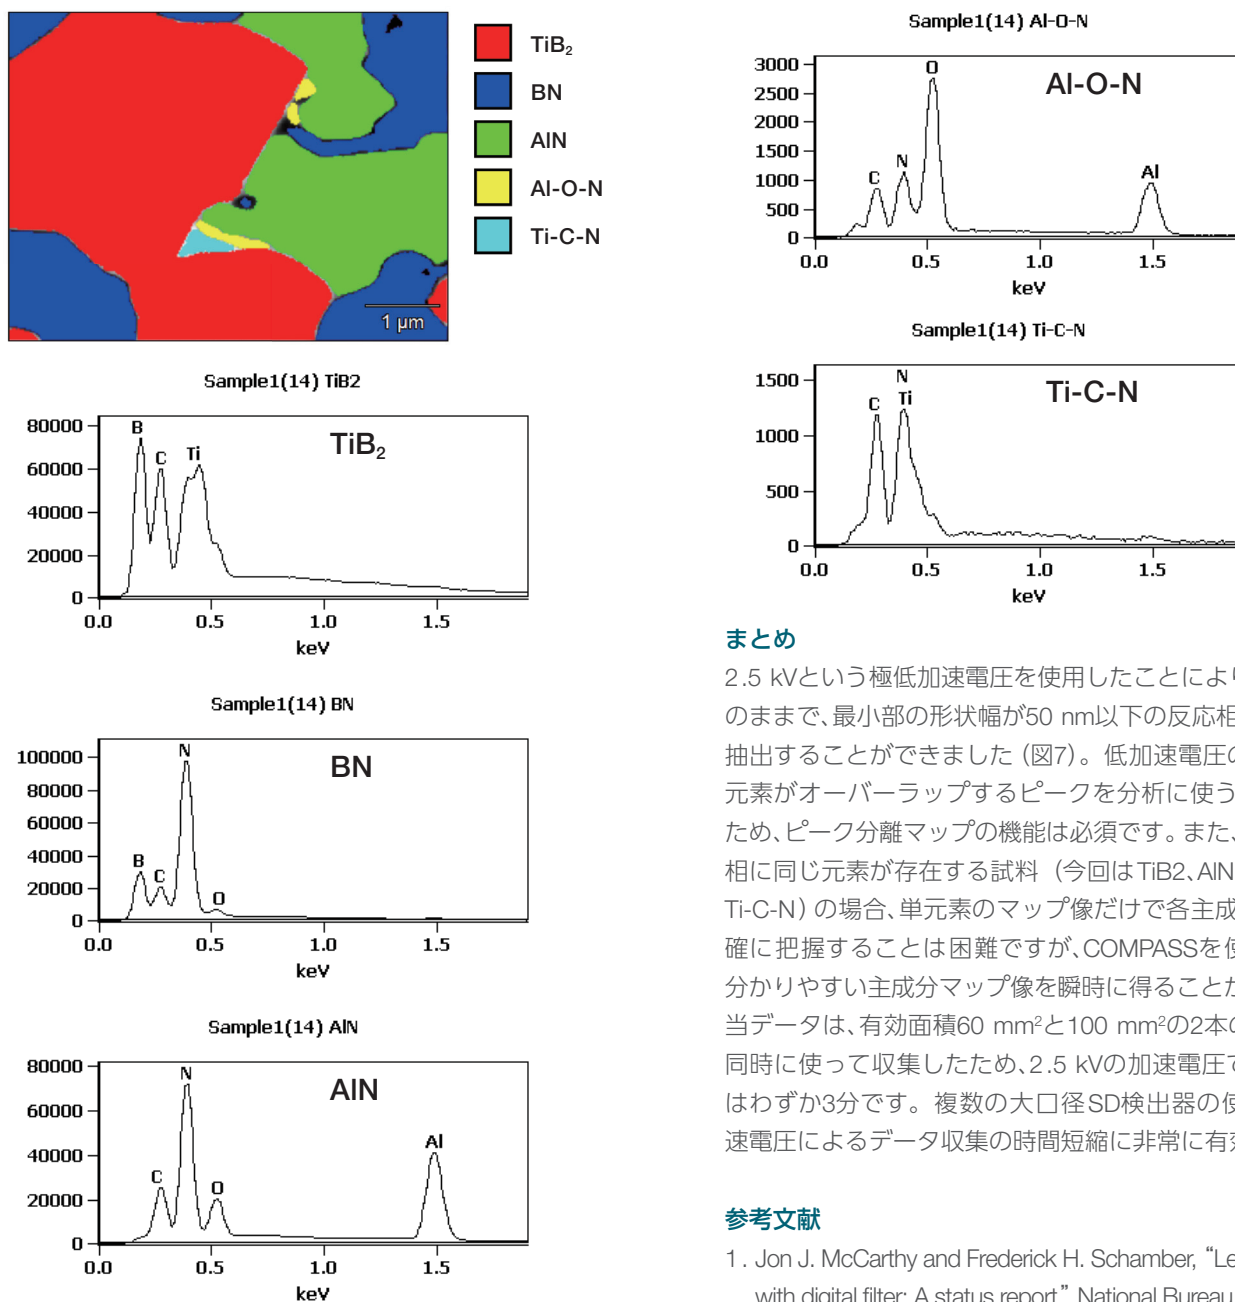 TiB2
BN
AlN
Al-O-N
Ti-C-N
1 µm
Sample1(14) TiB2
80000
60000
40000
20000
0
B
C
Ti
TiB2
0.0 0.5 1.0 1.5
keV
Sample1(14) BN
100000
80000
60000
40000
20000
0
B
C
N
O
BN
0.0 0.5 1.0 1.5
keV
Sample1(14) AlN
80000
60000
40000
20000
0
C
N
O
Al
AlN
0.0 0.5 1.0 1.5
keV
Sample1(14) Al-O-N
3000
2500
2000
1500
1000
500
0
C
N
O
Al
Al-O-N
0.0 0.5 1.0 1.5
keV
Sample1(14) Ti-C-N
1500
1000
500
0
C
N
Ti
Ti-C-N
0.0 0.5 1.0 1.5
keV
まとめ
2.5 kVという極低加速電圧を使用したことにより
のままで、最小部の形状幅が50 nm以下の反応相
抽出することができました（図7）。低加速電圧の
元素がオーバーラップするピークを分析に使う
ため、ピーク分離マップの機能は必須です。また、
相に同じ元素が存在する試料（今回はTiB2、AlN
Ti-C-N）の場合、単元素のマップ像だけで各主成
確に把握することは困難ですが、COMPASSを使
分かりやすい主成分マップ像を瞬時に得ることが
当データは、有効面積60 mm²と100 mm²の2本の
同時に使って収集したため、2.5 kVの加速電圧で
はわずか3分です。複数の大口径SD検出器の使
速電圧によるデータ収集の時間短縮に非常に有効
参考文献
1. Jon J. McCarthy and Frederick H. Schamber, “Le
with digital filter: A status report,” National Bureau